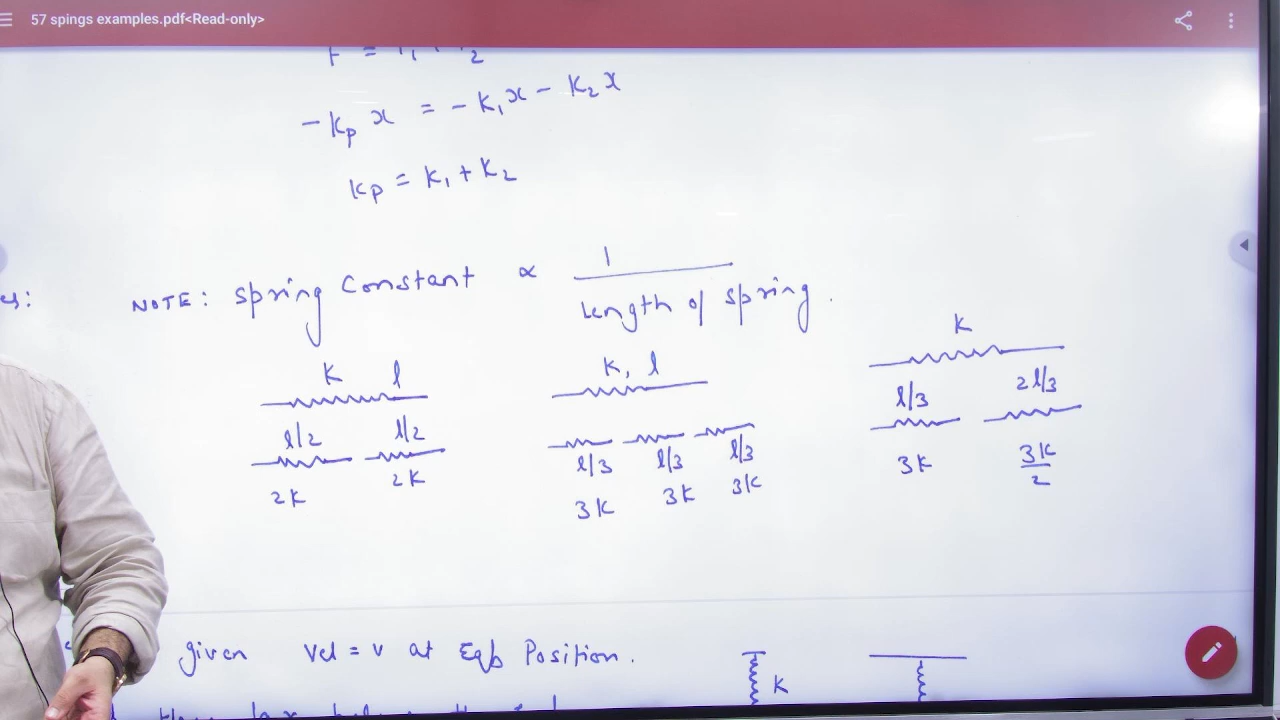 57 spings examples.pdf<Read-only>
-Kp x = -K₁x - K₂x
Kp = K₁ + K₂
NOTE: spring constant ∝ 1 / length of spring.
K l
l/2 l/2
2K 2K
K, l
l/3 l/3 l/3
3K 3K 3K
K
l/3 2l/3
3K 3K/2
given Vel = v at Eqb Position.
K